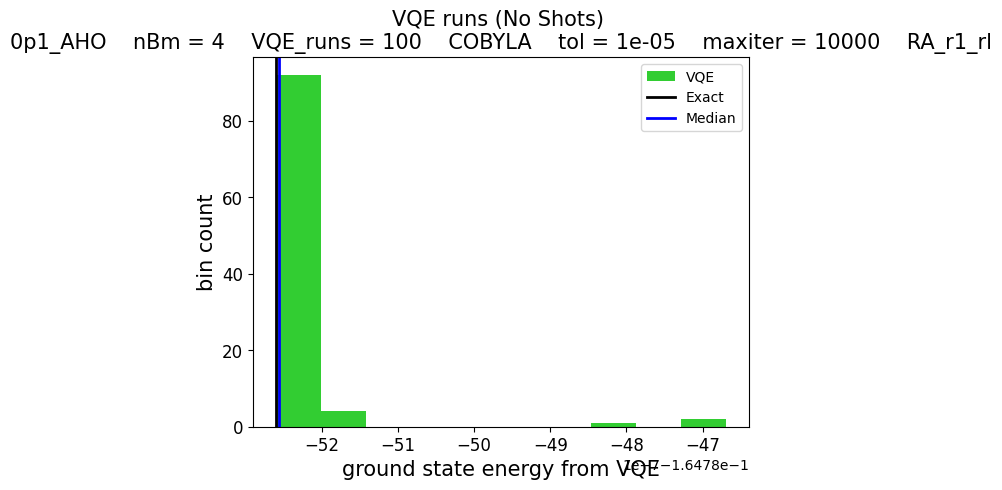 VQE runs (No Shots)
0p1_AHO nBm = 4 VQE_runs = 100 COBYLA tol = 1e-05 maxiter = 10000
VQE
Exact
Median
bin count
80
60
40
20
0
−52 −51 −50 −49 −48 −47
1e−7−1.6478e−1
ground state energy from VQE